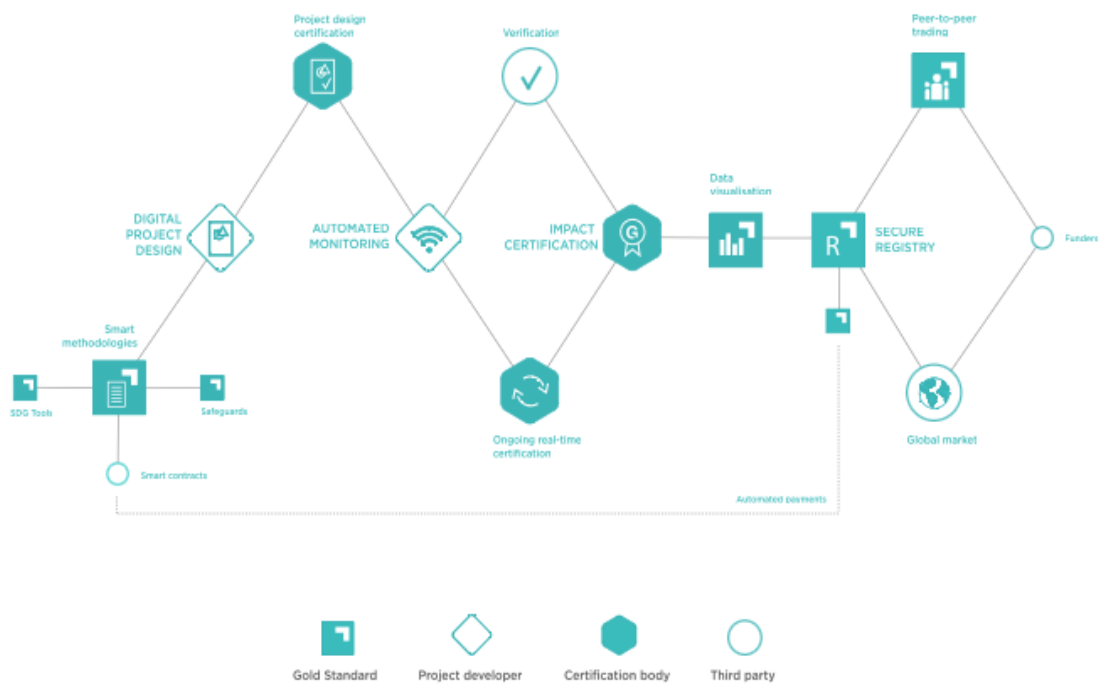 Project design
certification
Verification
Peer-to-peer
trading
Data
visualisation
DIGITAL
PROJECT
DESIGN
AUTOMATED
MONITORING
IMPACT
CERTIFICATION
G
R
SECURE
REGISTRY
Funders
Smart
methodologies
SDG Tools
Safeguards
Ongoing real-time
certification
Global market
Smart contracts
Automated payments
Gold Standard
Project developer
Certification body
Third party